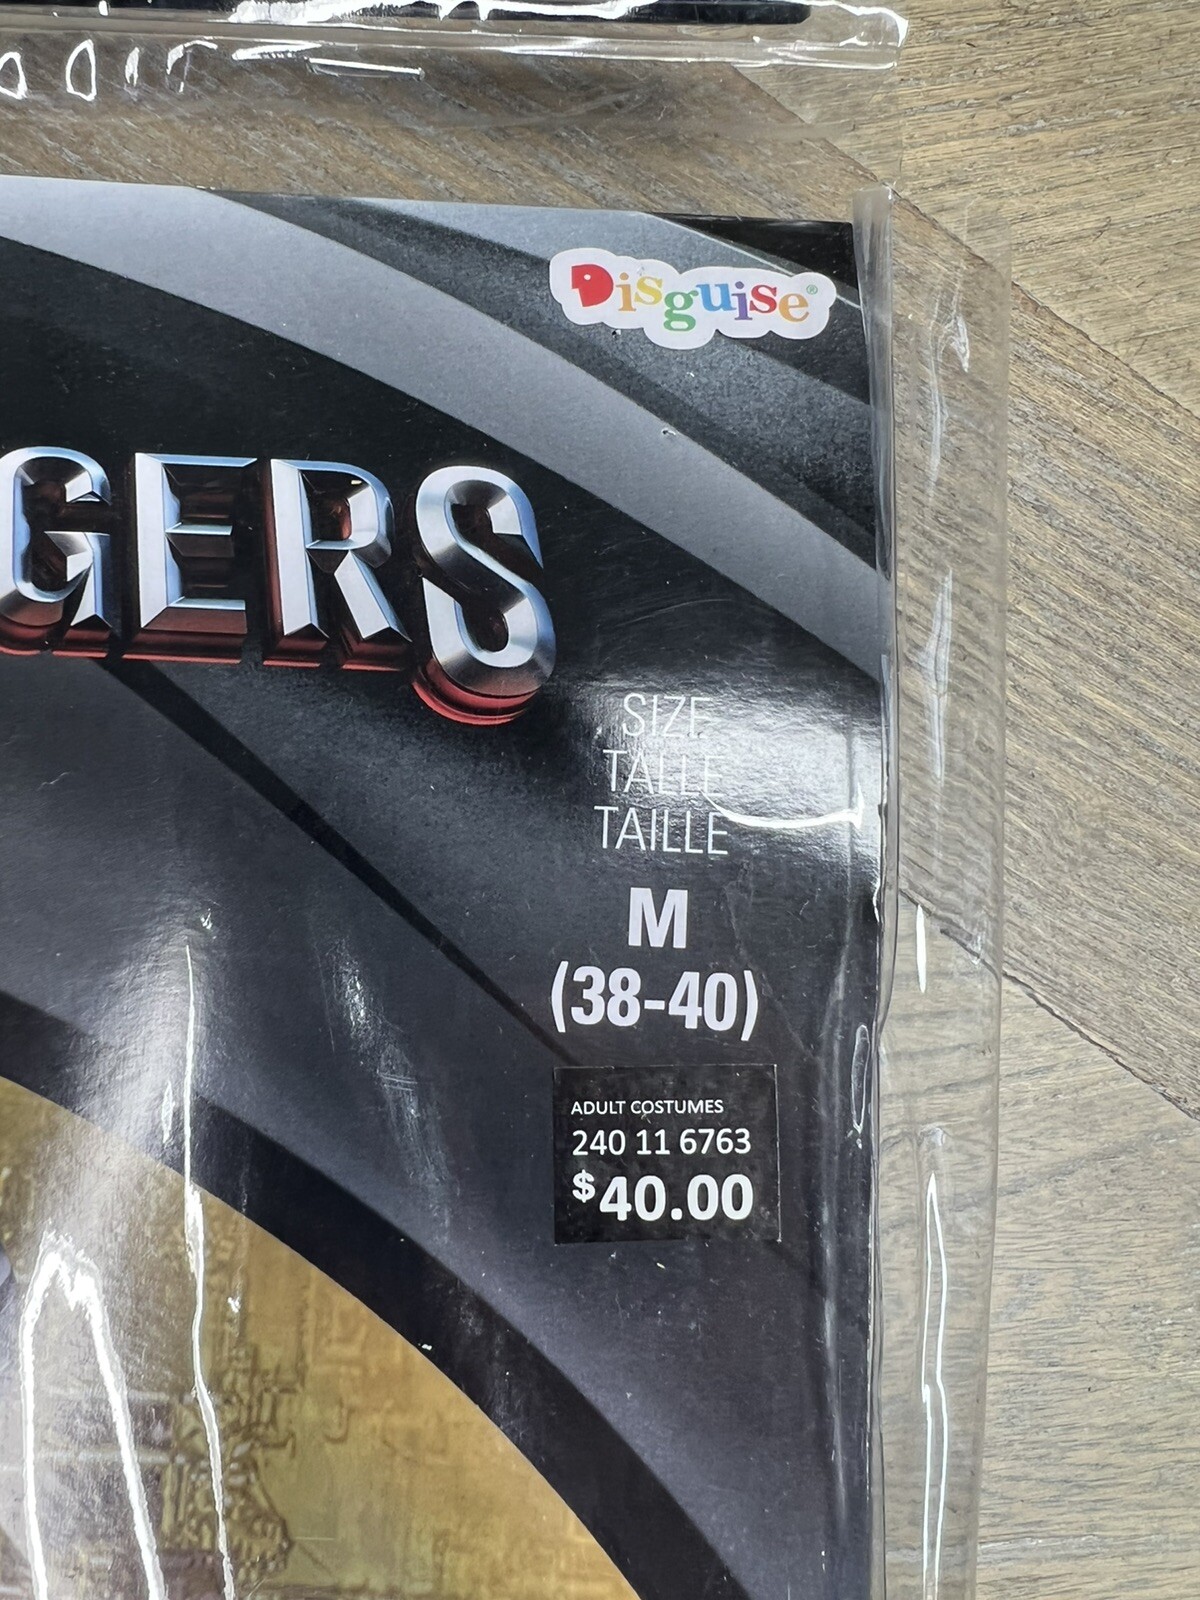 Disguise®
GERS
SIZE
TALLE
TAILLE
M
(38-40)
ADULT COSTUMES
240 11 6763
$40.00